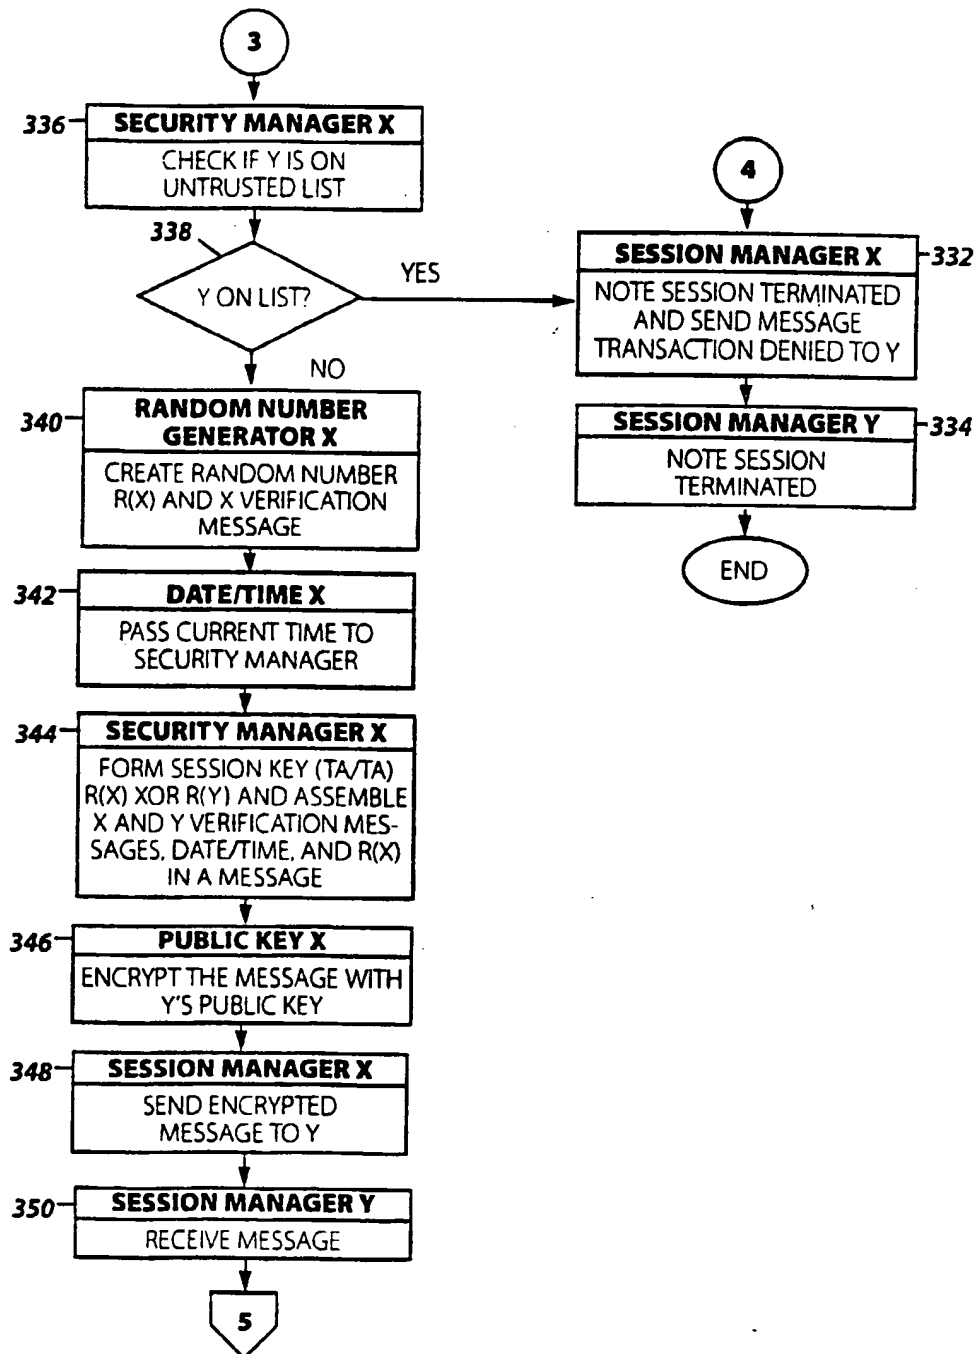 3
336
SECURITY MANAGER X
CHECK IF Y IS ON
UNTRUSTED LIST
338
Y ON LIST?
YES
NO
340
RANDOM NUMBER
GENERATOR X
CREATE RANDOM NUMBER
R(X) AND X VERIFICATION
MESSAGE
342
DATE/TIME X
PASS CURRENT TIME TO
SECURITY MANAGER
344
SECURITY MANAGER X
FORM SESSION KEY (TA/TA)
R(X) XOR R(Y) AND ASSEMBLE
X AND Y VERIFICATION MES-
SAGES, DATE/TIME, AND R(X)
IN A MESSAGE
346
PUBLIC KEY X
ENCRYPT THE MESSAGE WITH
Y'S PUBLIC KEY
348
SESSION MANAGER X
SEND ENCRYPTED
MESSAGE TO Y
350
SESSION MANAGER Y
RECEIVE MESSAGE
5
4
SESSION MANAGER X
332
NOTE SESSION TERMINATED
AND SEND MESSAGE
TRANSACTION DENIED TO Y
SESSION MANAGER Y
334
NOTE SESSION
TERMINATED
END